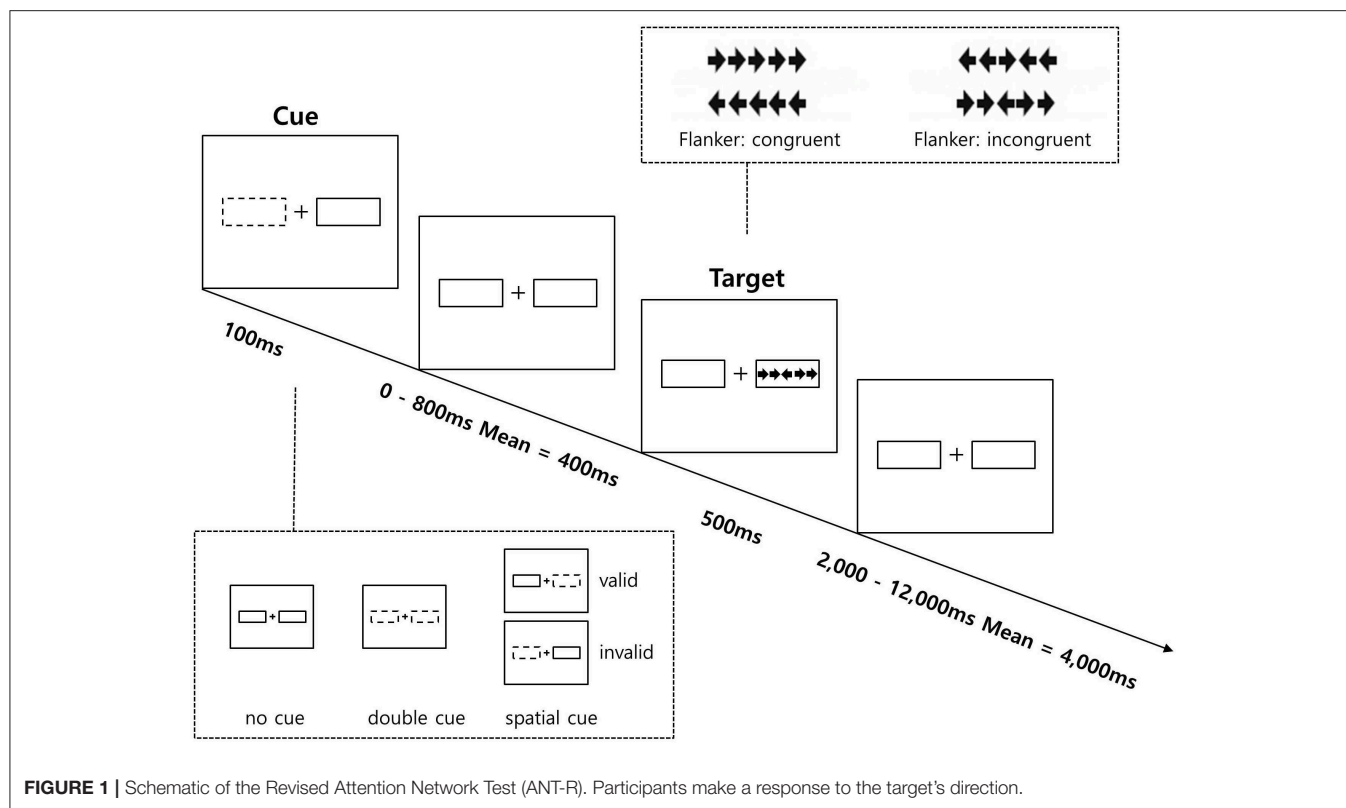 Flanker: congruent
Flanker: incongruent
Cue
+
+
Target
+
+
100ms
0 - 800ms Mean = 400ms
500ms
2,000 - 12,000ms Mean = 4,000ms
+
+
+
valid
+
invalid
no cue
double cue
spatial cue
FIGURE 1 | Schematic of the Revised Attention Network Test (ANT-R). Participants make a response to the target's direction.